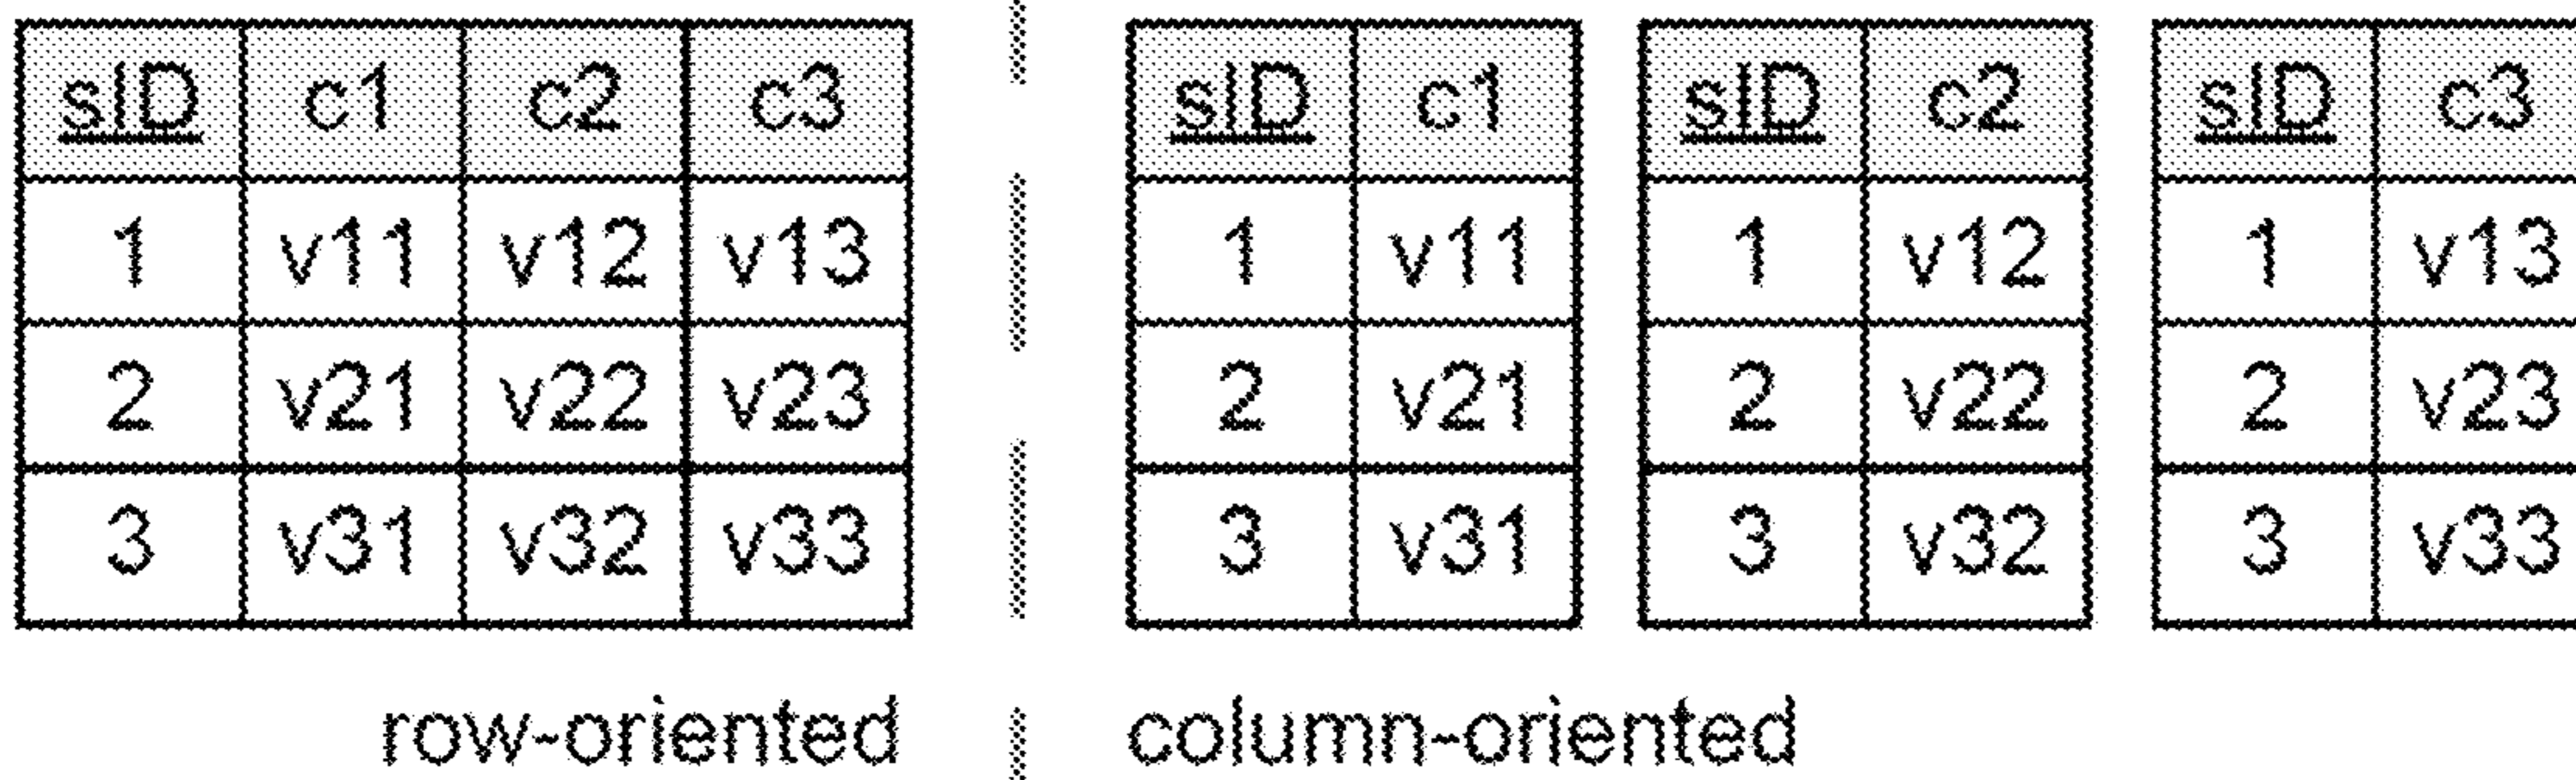 sID c1 c2 c3 sID c1 sID c2 sID c3
1 v11 v12 v13 1 v11 1 v12 1 v13
2 v21 v22 v23 2 v21 2 v22 2 v23
3 v31 v32 v33 3 v31 3 v32 3 v33
row-oriented column-oriented